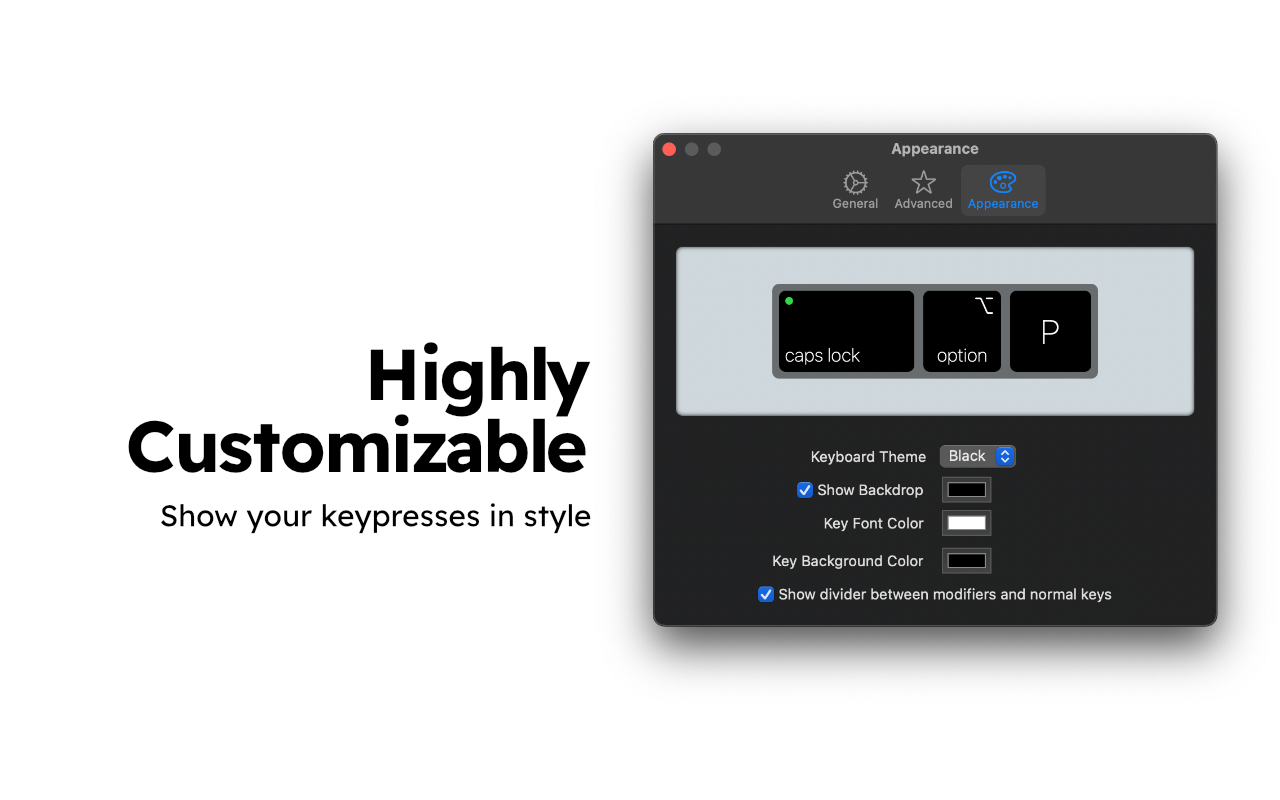 Highly
Customizable
Show your keypresses in style
Appearance
General Advanced Appearance
caps lock ⌥ option P
Keyboard Theme Black
Show Backdrop
Key Font Color
Key Background Color
Show divider between modifiers and normal keys